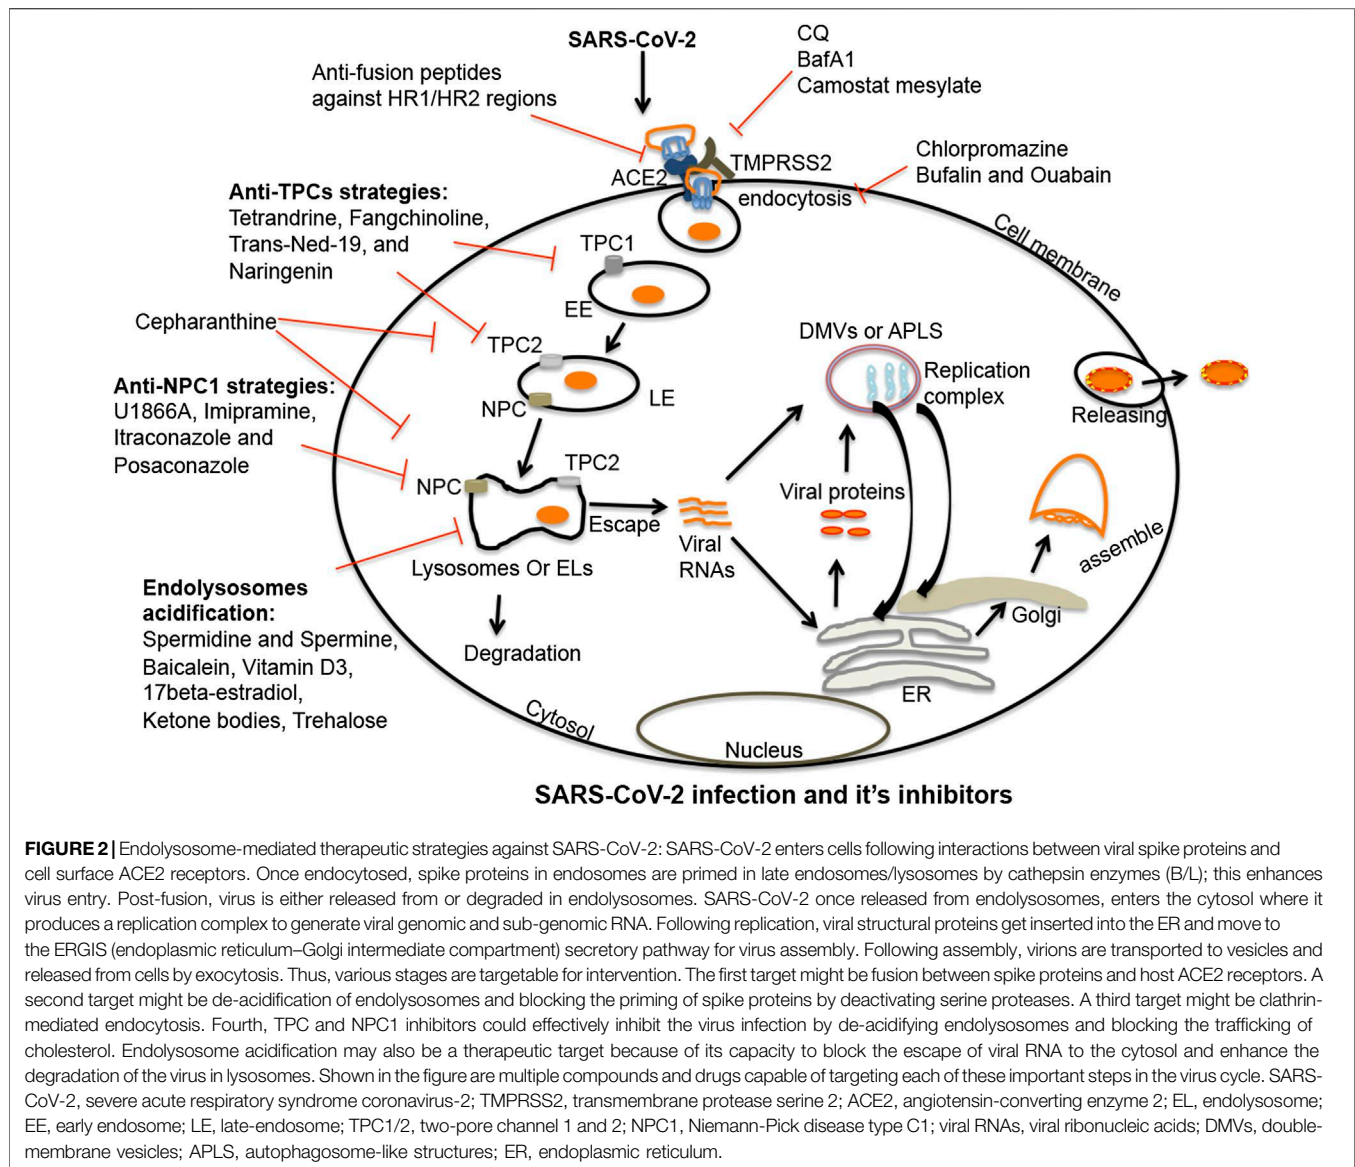 SARS-CoV-2
CQ
BafA1
Camostat mesylate
Anti-fusion peptides
against HR1/HR2 regions
TMPRSS2
ACE2
Chlorpromazine
Bufalin and Ouabain
endocytosis
Anti-TPCs strategies:
Tetrandrine, Fangchinoline,
Trans-Ned-19, and
Naringenin
TPC1
EE
Cell membrane
Cepharanthine
TPC2
LE
NPC
DMVs or APLS
Replication
complex
Releasing
Anti-NPC1 strategies:
U1866A, Imipramine,
Itraconazole and
Posaconazole
NPC
TPC2
Escape
Lysosomes Or ELs
Viral
RNAs
Viral proteins
assemble
Golgi
ER
Endolysosomes
acidification:
Spermidine and Spermine,
Baicalein, Vitamin D3,
17beta-estradiol,
Ketone bodies, Trehalose
Degradation
Cytosol
Nucleus
SARS-CoV-2 infection and it's inhibitors
FIGURE 2 | Endolysosome-mediated therapeutic strategies against SARS-CoV-2: SARS-CoV-2 enters cells following interactions between viral spike proteins and
cell surface ACE2 receptors. Once endocytosed, spike proteins in endosomes are primed in late endosomes/lysosomes by cathepsin enzymes (B/L); this enhances
virus entry. Post-fusion, virus is either released from or degraded in endolysosomes. SARS-CoV-2 once released from endolysosomes, enters the cytosol where it
produces a replication complex to generate viral genomic and sub-genomic RNA. Following replication, viral structural proteins get inserted into the ER and move to
the ERGIS (endoplasmic reticulum–Golgi intermediate compartment) secretory pathway for virus assembly. Following assembly, virions are transported to vesicles and
released from cells by exocytosis. Thus, various stages are targetable for intervention. The first target might be fusion between spike proteins and host ACE2 receptors. A
second target might be de-acidification of endolysosomes and blocking the priming of spike proteins by deactivating serine proteases. A third target might be clathrin-
mediated endocytosis. Fourth, TPC and NPC1 inhibitors could effectively inhibit the virus infection by de-acidifying endolysosomes and blocking the trafficking of
cholesterol. Endolysosome acidification may also be a therapeutic target because of its capacity to block the escape of viral RNA to the cytosol and enhance the
degradation of the virus in lysosomes. Shown in the figure are multiple compounds and drugs capable of targeting each of these important steps in the virus cycle. SARS-
CoV-2, severe acute respiratory syndrome coronavirus-2; TMPRSS2, transmembrane protease serine 2; ACE2, angiotensin-converting enzyme 2; EL, endolysosome;
EE, early endosome; LE, late-endosome; TPC1/2, two-pore channel 1 and 2; NPC1, Niemann-Pick disease type C1; viral RNAs, viral ribonucleic acids; DMVs, double-
membrane vesicles; APLS, autophagosome-like structures; ER, endoplasmic reticulum.